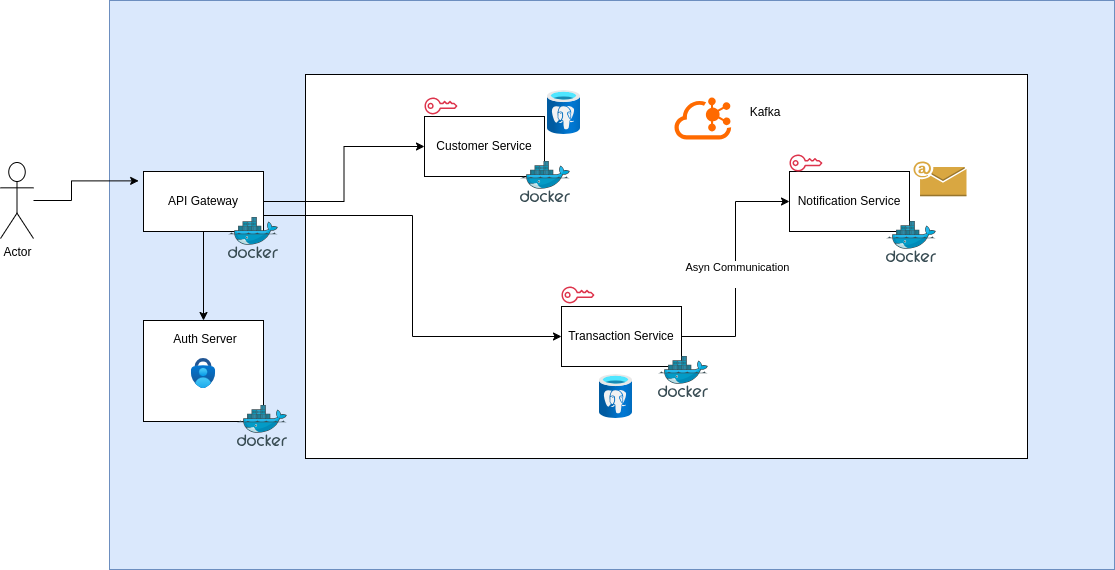 Kafka
Customer Service
docker
Notification Service
docker
API Gateway
docker
Actor
Asyn Communication
Auth Server
docker
Transaction Service
docker
@